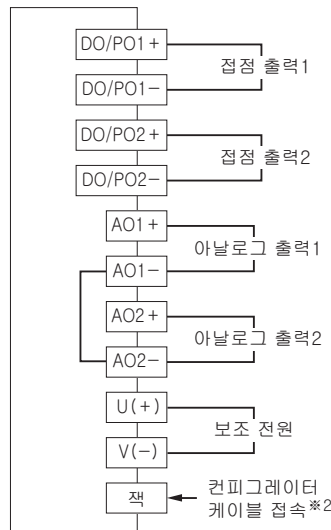 DO/PO1+
접점 출력1
DO/PO1−
DO/PO2+
접점 출력2
DO/PO2−
AO1+
아날로그 출력1
AO1−
AO2+
아날로그 출력2
AO2−
U(+)
보조 전원
V(−)
잭
컨피그레이터
케이블 접속※2